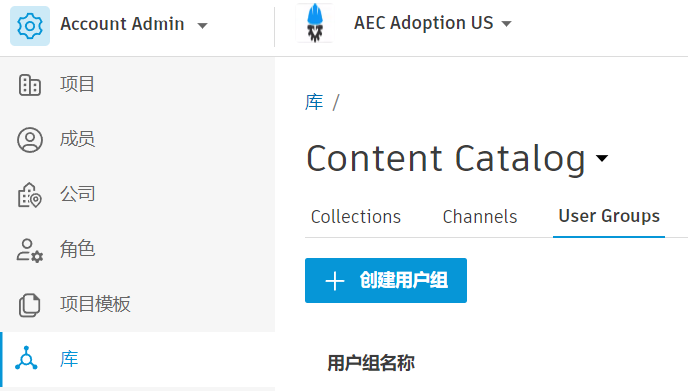 Account Admin
AEC Adoption US
项目
成员
公司
角色
项目模板
库
库 /
Content Catalog
Collections Channels User Groups
创建用户组
用户组名称